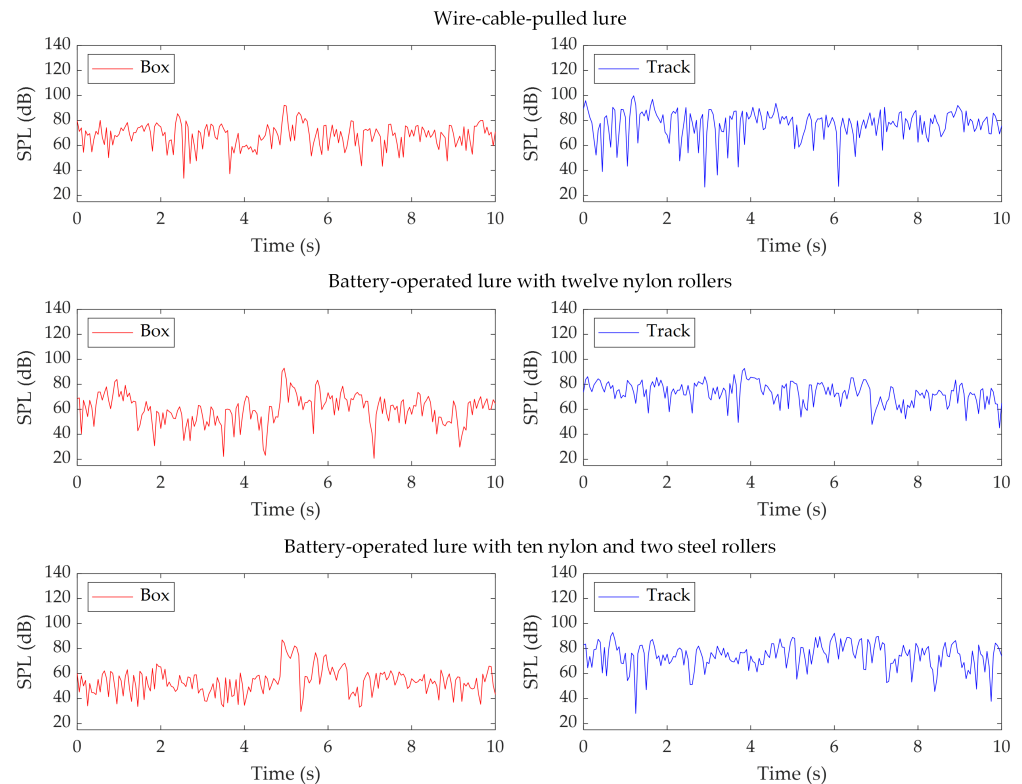 Wire-cable-pulled lure
140
120
100
80
60
40
20
SPL (dB)
Box
0 2 4 6 8 10
Time (s)
140
120
100
80
60
40
20
SPL (dB)
Track
0 2 4 6 8 10
Time (s)
Battery-operated lure with twelve nylon rollers
140
120
100
80
60
40
20
SPL (dB)
Box
0 2 4 6 8 10
Time (s)
140
120
100
80
60
40
20
SPL (dB)
Track
0 2 4 6 8 10
Time (s)
Battery-operated lure with ten nylon and two steel rollers
140
120
100
80
60
40
20
SPL (dB)
Box
0 2 4 6 8 10
Time (s)
140
120
100
80
60
40
20
SPL (dB)
Track
0 2 4 6 8 10
Time (s)